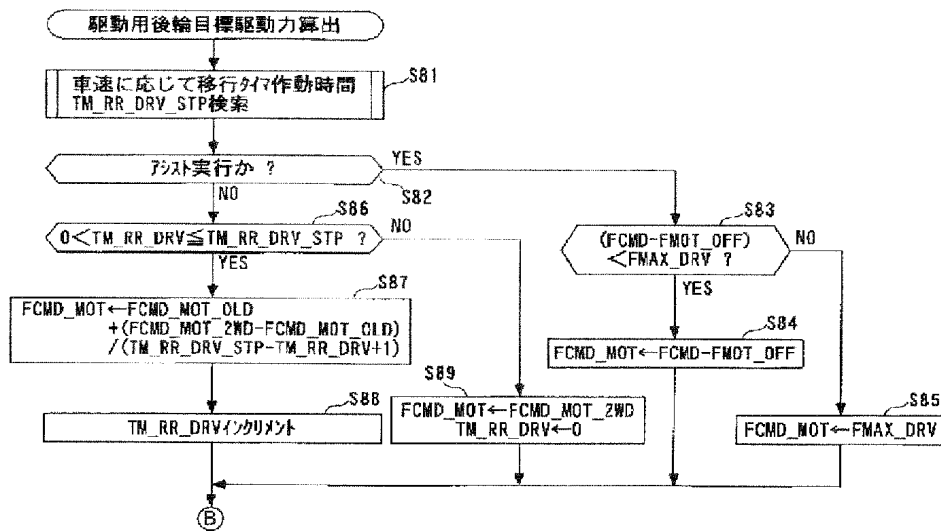 駆動用後輪目標駆動力算出
車速に応じて移行タイマ作動時間
TM_RR_DRV_STP検索
S81
アシスト実行か ?
YES
S82
NO
S86
0<TM_RR_DRV≦TM_RR_DRV_STP ?
NO
YES
S83
(FCMD-FMOT_OFF)
<FMAX_DRV ?
NO
YES
S87
FCMD_MOT←FCMD_MOT_OLD
+(FCMD_MOT_2WD-FCMD_MOT_OLD)
/(TM_RR_DRV_STP-TM_RR_DRV+1)
S84
FCMD_MOT←FCMD-FMOT_OFF
S88
TM_RR_DRVインクリメント
S89
FCMD_MOT←FCMD_MOT_2WD
TM_RR_DRV←0
S85
FCMD_MOT←FMAX_DRV
B